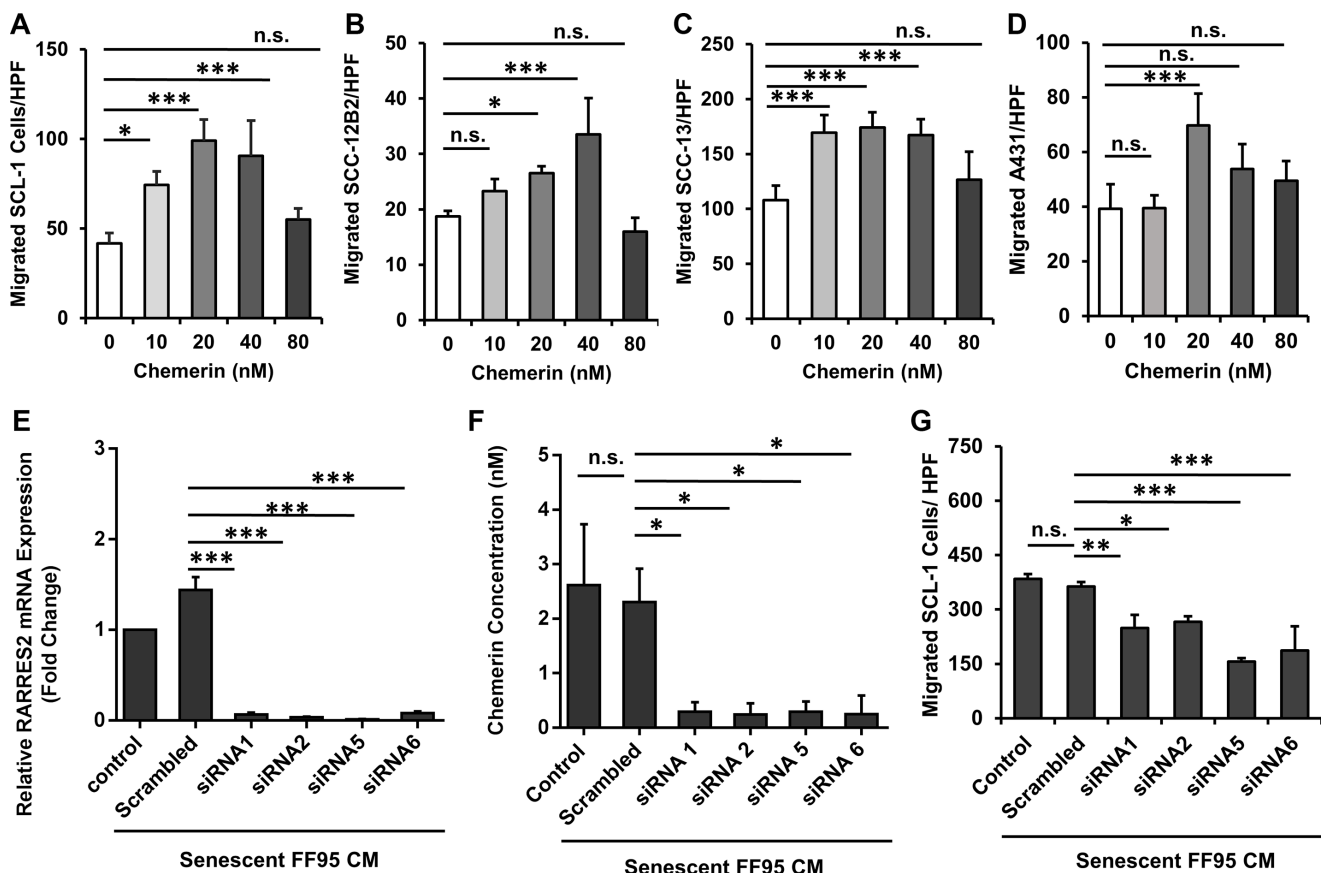 A
Migrated SCL-1 Cells/HPF
150
100
50
0
n.s.
***
***
*
0 10 20 40 80
Chemerin (nM)
B
Migrated SCC-12B2/HPF
50
40
30
20
10
0
n.s.
***
*
n.s.
0 10 20 40 80
Chemerin (nM)
C
Migrated SCC-13/HPF
250
200
150
100
50
0
n.s.
***
***
***
0 10 20 40 80
Chemerin (nM)
D
Migrated A431/HPF
100
80
60
40
20
0
n.s.
n.s.
***
n.s.
0 10 20 40 80
Chemerin (nM)
E
Relative RARRES2 mRNA Expression
(Fold Change)
3
2
1
0
***
***
***
***
control
Scrambled
siRNA1
siRNA2
siRNA5
siRNA6
Senescent FF95 CM
F
Chemerin Concentration (nM)
5
4
3
2
1
0
n.s.
*
*
*
*
Control
Scrambled
siRNA 1
siRNA 2
siRNA 5
siRNA 6
Senescent FF95 CM
G
Migrated SCL-1 Cells/ HPF
750
600
450
300
150
0
***
***
*
n.s.
**
Control
Scrambled
siRNA1
siRNA2
siRNA5
siRNA6
Senescent FF95 CM